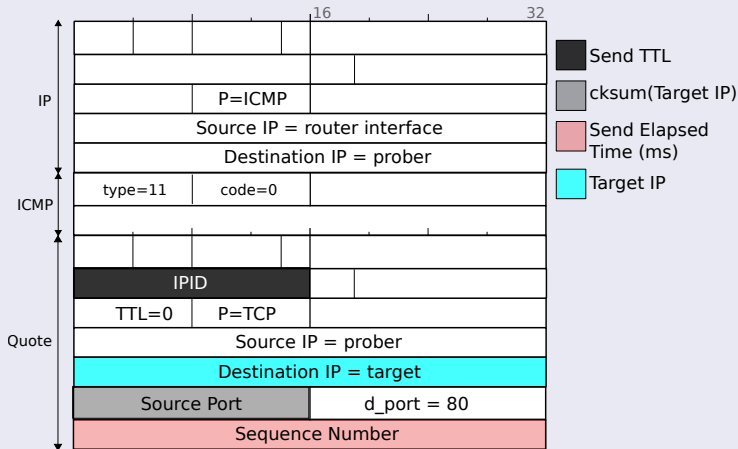 16
32
IP
P=ICMP
Source IP = router interface
Destination IP = prober
ICMP
type=11
code=0
Quote
IPID
TTL=0
P=TCP
Source IP = prober
Destination IP = target
Source Port
d_port = 80
Sequence Number
Send TTL
cksum(Target IP)
Send Elapsed
Time (ms)
Target IP